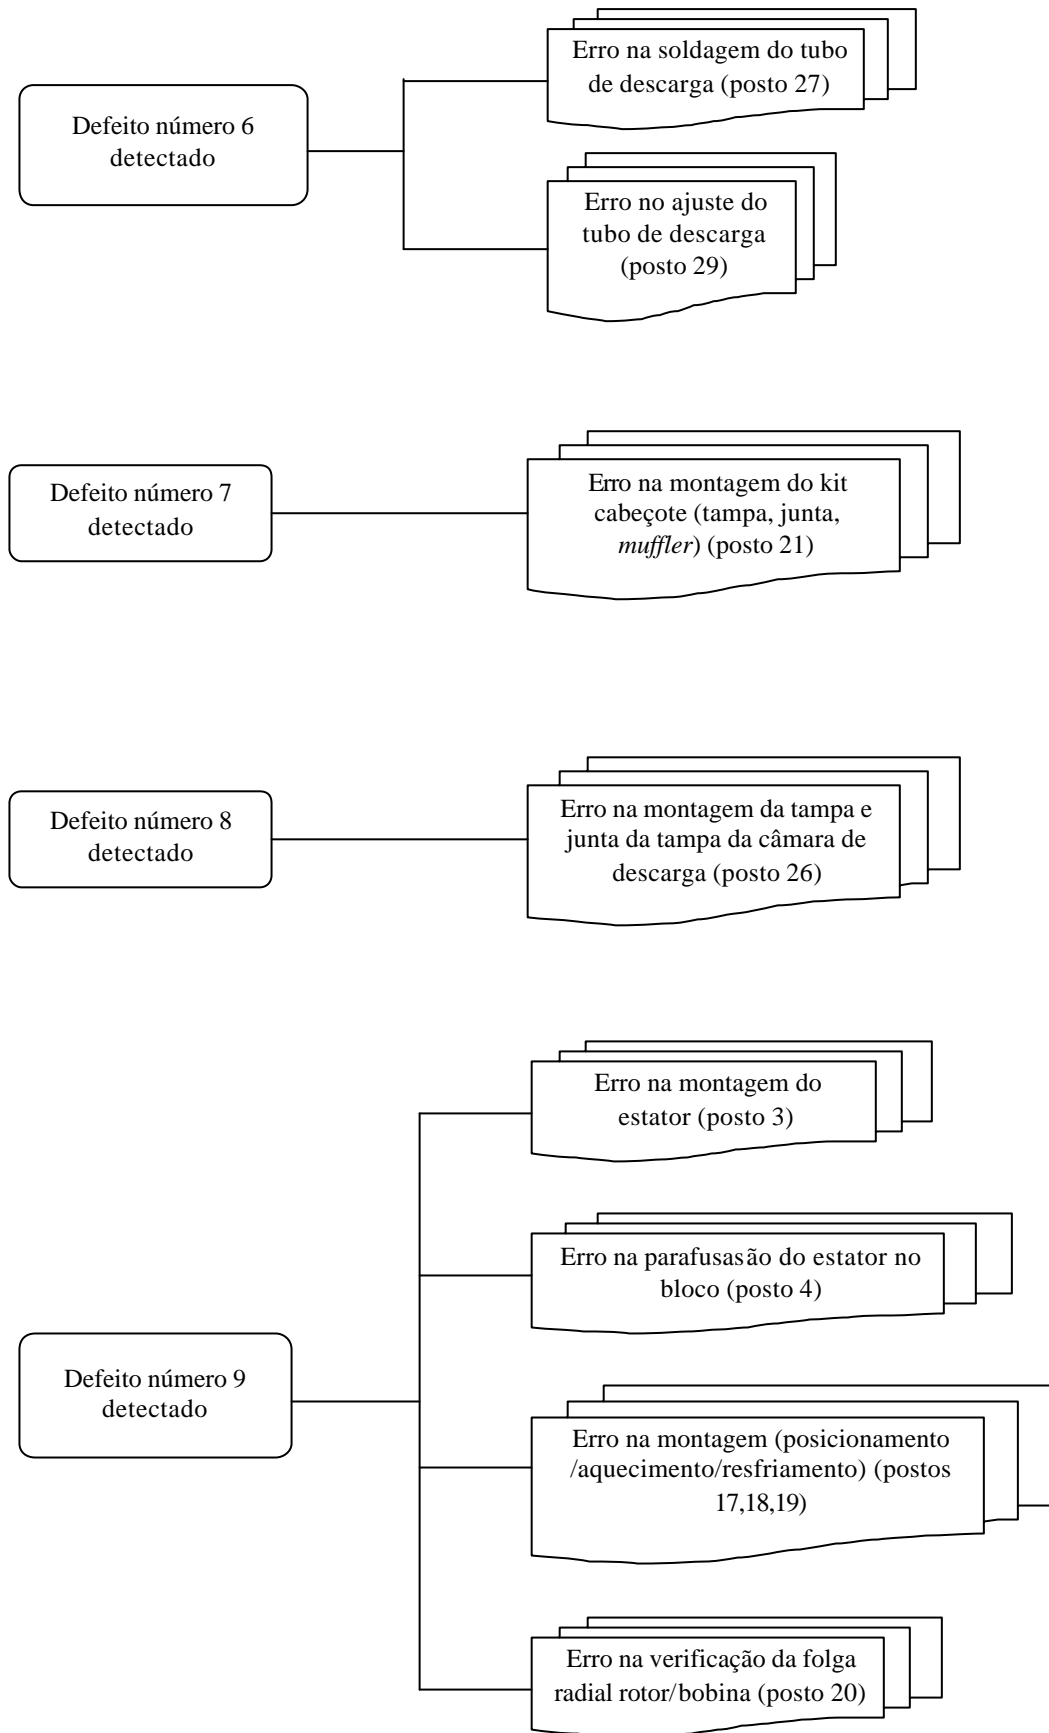 Defeito número 6
detectado
Erro na soldagem do tubo
de descarga (posto 27)
Erro no ajuste do
tubo de descarga
(posto 29)
Defeito número 7
detectado
Erro na montagem do kit
cabeçote (tampa, junta,
muffler) (posto 21)
Defeito número 8
detectado
Erro na montagem da tampa e
junta da tampa da câmara de
descarga (posto 26)
Defeito número 9
detectado
Erro na montagem do
estator (posto 3)
Erro na parafusasão do estator no
bloco (posto 4)
Erro na montagem (posicionamento
/aquecimento/resfriamento) (postos
17,18,19)
Erro na verificação da folga
radial rotor/bobina (posto 20)